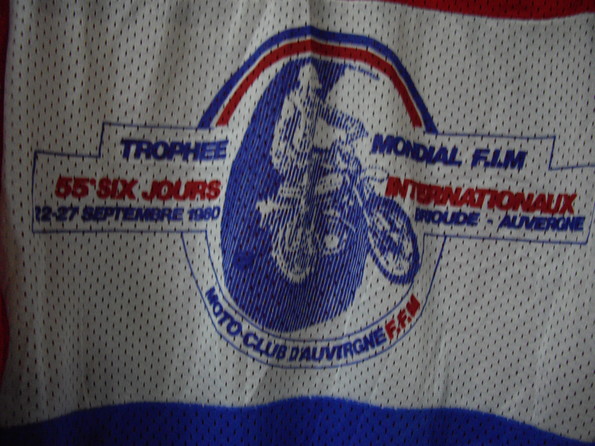 TROPHEE MONDIAL F.I.M
55e SIX JOURS INTERNATIONAUX
22-27 SEPTEMBRE 1980 BRIOUDE - AUVERGNE
MOTO-CLUB D'AUVERGNE F.F.M